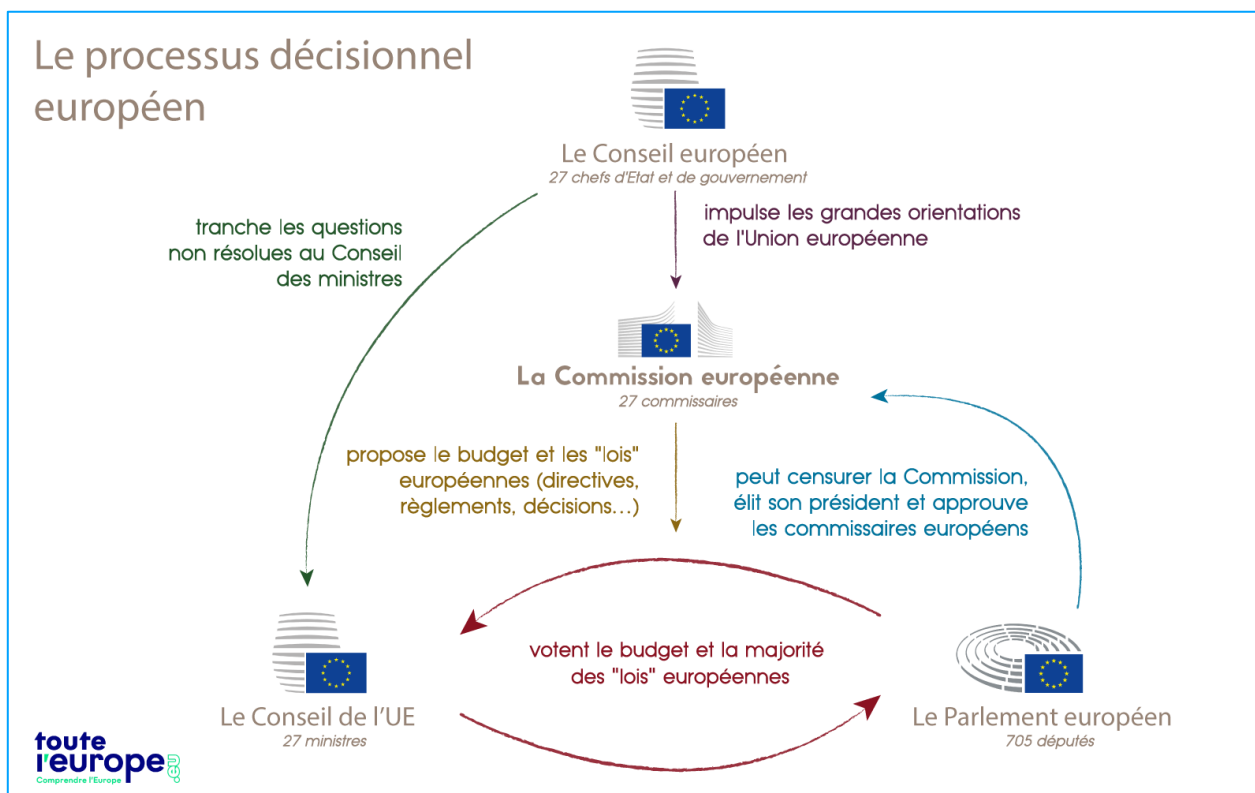 Le processus décisionnel
européen
Le Conseil européen
27 chefs d'Etat et de gouvernement
tranche les questions
non résolues au Conseil
des ministres
impulse les grandes orientations
de l'Union européenne
La Commission européenne
27 commissaires
propose le budget et les "lois"
européennes (directives,
règlements, décisions...)
peut censurer la Commission,
élit son président et approuve
les commissaires européens
votent le budget et la majorité
des "lois" européennes
Le Conseil de l'UE
27 ministres
Le Parlement européen
705 députés
toute
l'europe.eu
Comprendre l'Europe